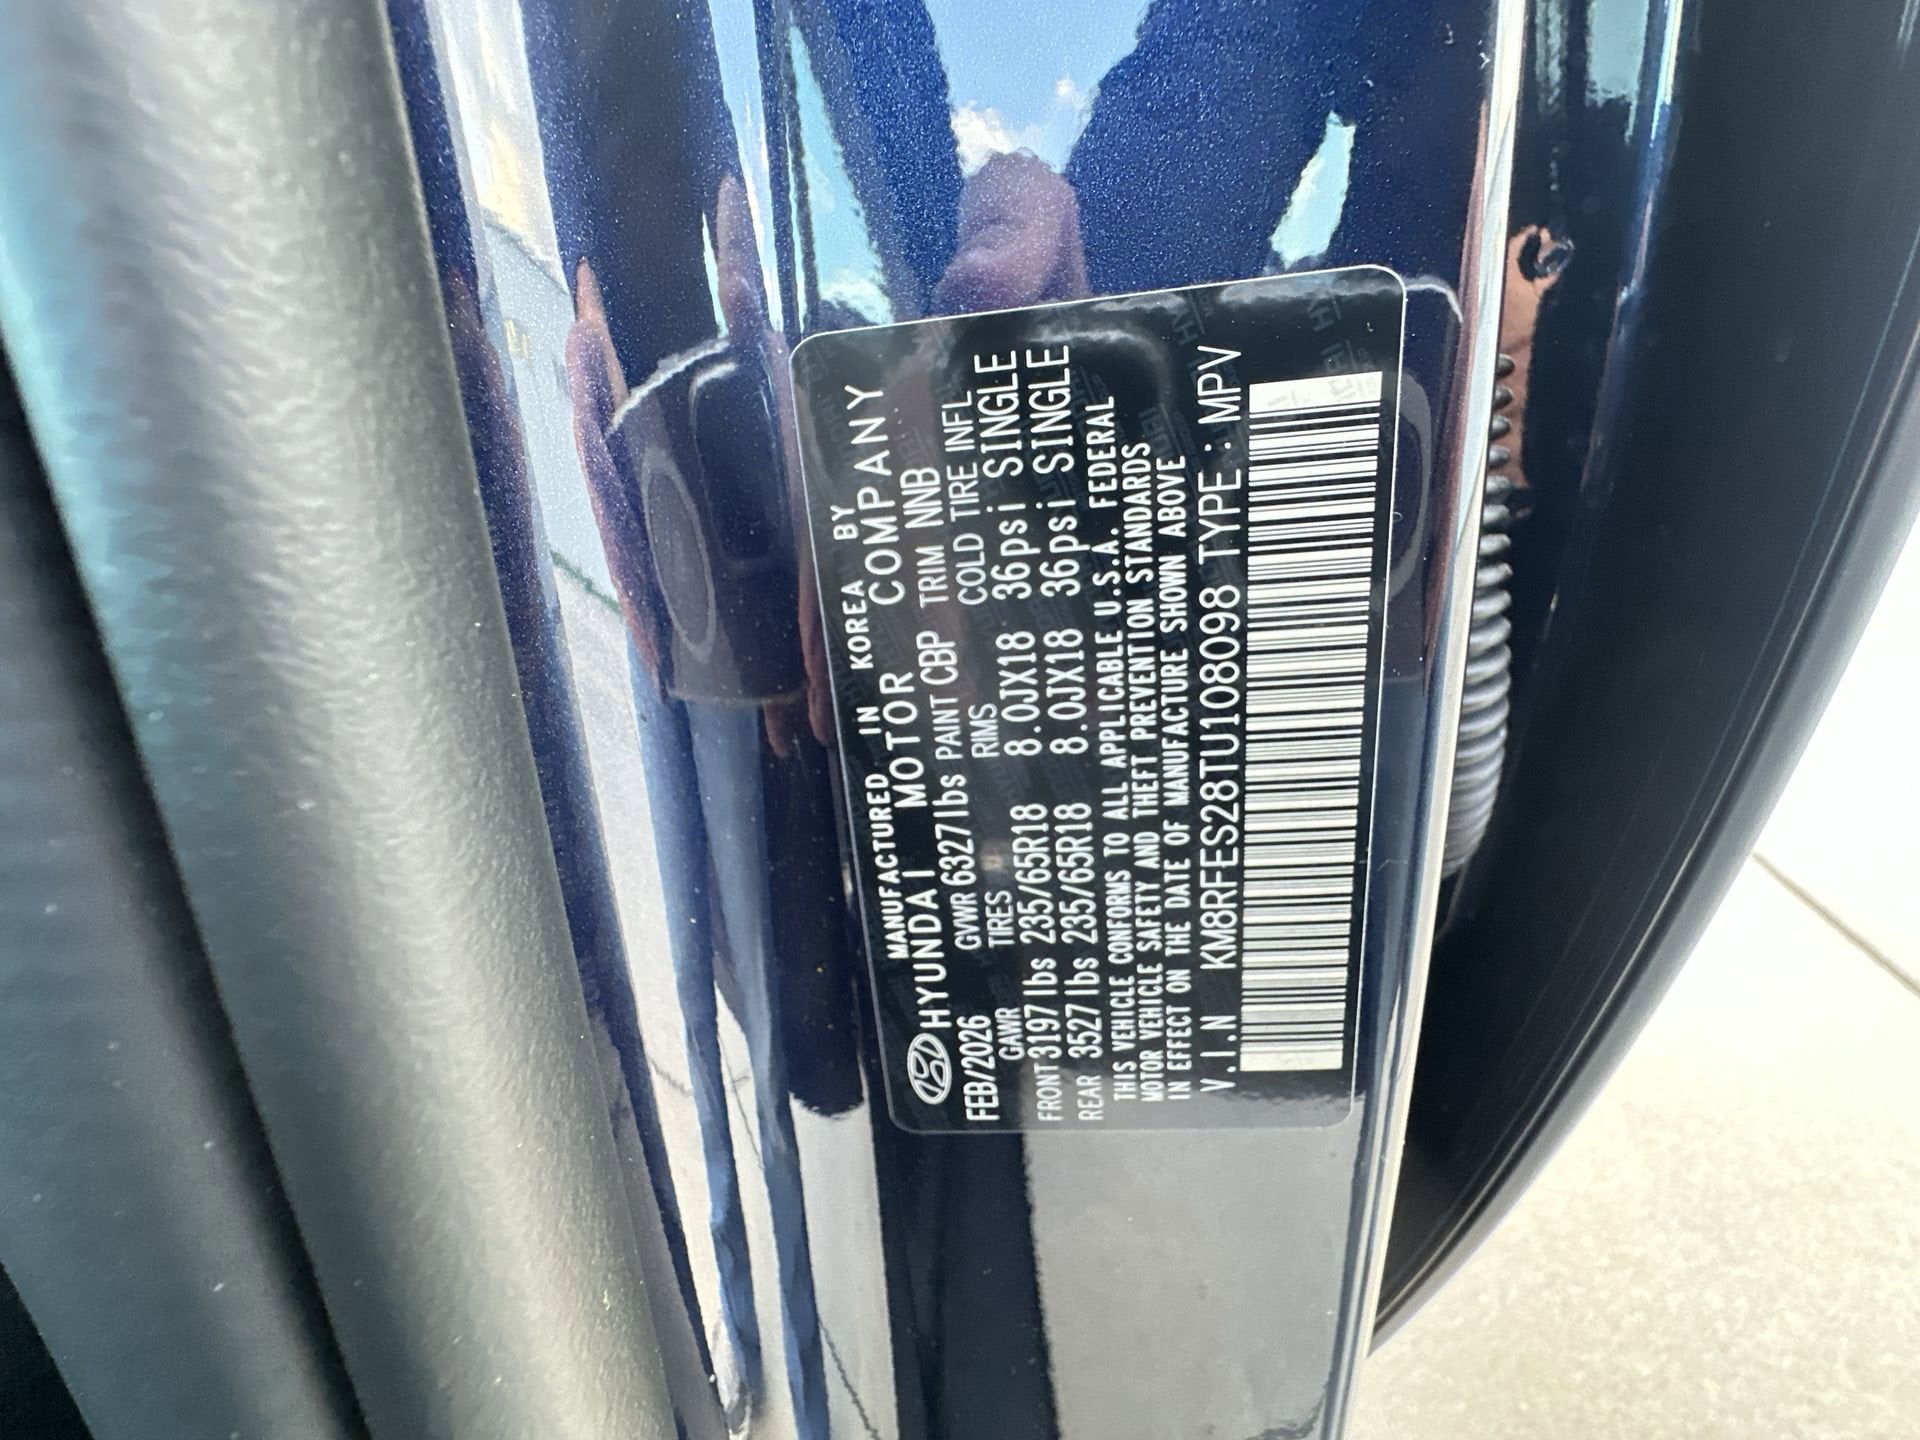 MANUFACTURED IN KOREA BY
HYUNDAI MOTOR COMPANY
FEB/2026 GVWR 6327lbs PAINT CBP TRIM NNB
GAWR TIRES RIMS COLD TIRE INFL
FRONT 3197lbs 235/65R18 8.0JX18 36psi SINGLE
REAR 3527lbs 235/65R18 8.0JX18 36psi SINGLE
THIS VEHICLE CONFORMS TO ALL APPLICABLE U.S.A. FEDERAL
MOTOR VEHICLE SAFETY AND THEFT PREVENTION STANDARDS
IN EFFECT ON THE DATE OF MANUFACTURE SHOWN ABOVE
V.I.N KM8RFES28TU108098 TYPE : MPV